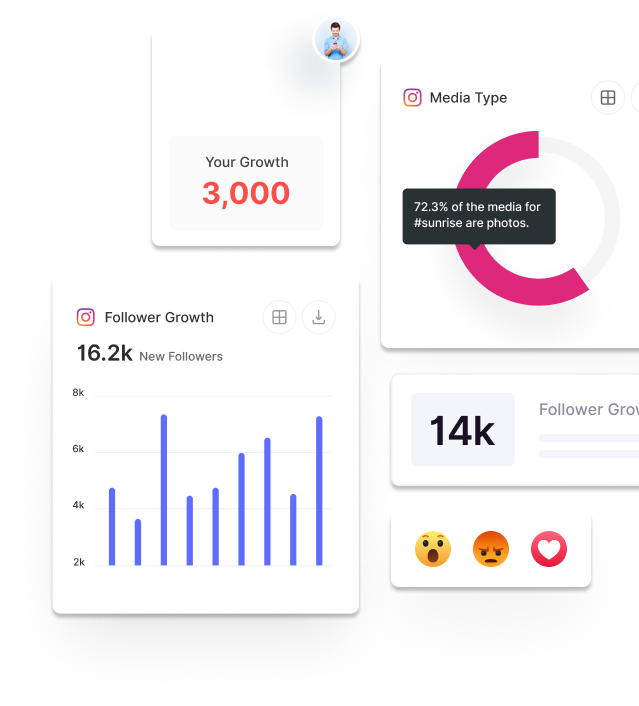 Your Growth
3,000
Media Type
72.3% of the media for
#sunrise are photos.
Follower Growth
16.2k New Followers
8k
6k
4k
2k
14k
Follower